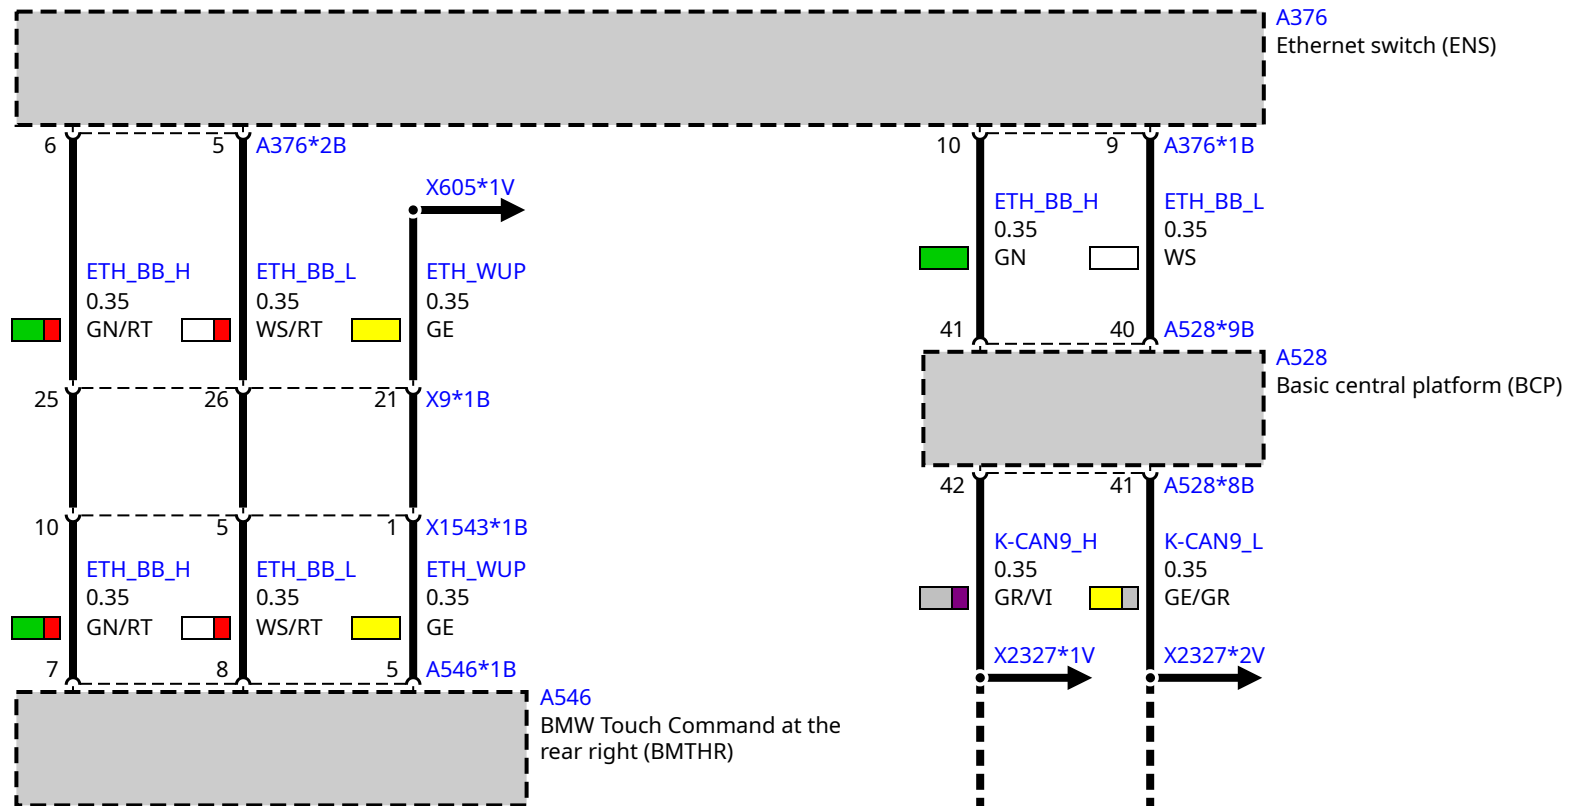 A376
Ethernet switch (ENS)
6 5 A376*2B 10 9 A376*1B
X605*1V
ETH_BB_H ETH_BB_L
0.35 0.35
GN WS
ETH_BB_H ETH_BB_L ETH_WUP
0.35 0.35 0.35
GN/RT WS/RT GE
41 40 A528*9B
A528
Basic central platform (BCP)
25 26 21 X9*1B
42 41 A528*8B
10 5 1 X1543*1B
K-CAN9_H K-CAN9_L
0.35 0.35
GR/VI GE/GR
ETH_BB_H ETH_BB_L ETH_WUP
0.35 0.35 0.35
GN/RT WS/RT GE
X2327*1V X2327*2V
7 8 5 A546*1B
A546
BMW Touch Command at the
rear right (BMTHR)